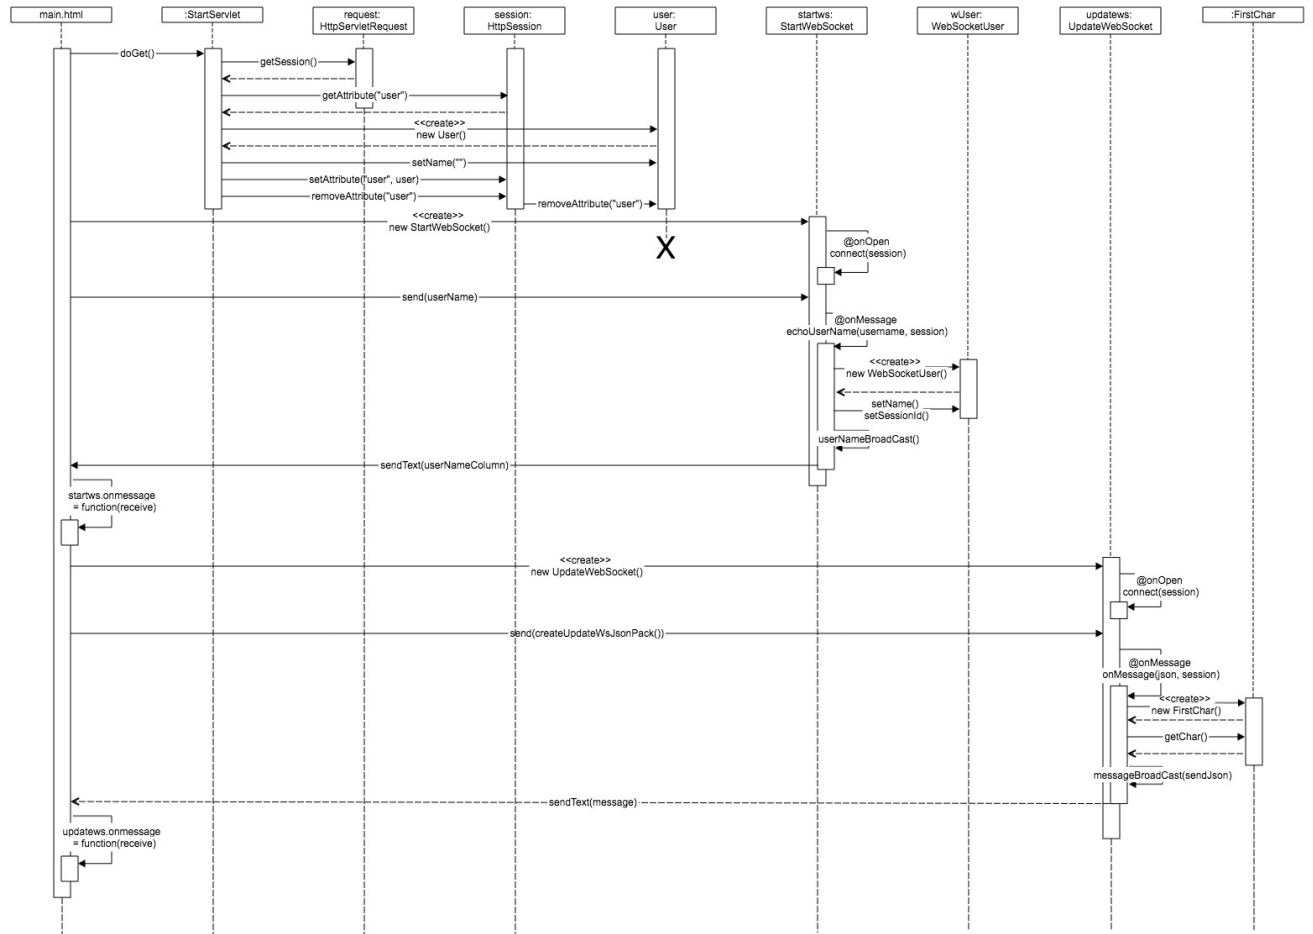 main.html
:StartServlet
request:
HttpServletRequest
session:
HttpSession
user:
User
startws:
StartWebSocket
wUser:
WebSocketUser
updatews:
UpdateWebSocket
:FirstChar
doGet()
getSession()
getAttribute("user")
<<create>>
new User()
setName("")
setAttribute("user", user)
removeAttribute("user")
removeAttribute("user")
<<create>>
new StartWebSocket()
X
@onOpen
connect(session)
send(userName)
@onMessage
echoUserName(username, session)
<<create>>
new WebSocketUser()
setName()
setSessionId()
userNameBroadCast()
sendText(userNameColumn)
startws.onmessage
= function(receive)
<<create>>
new UpdateWebSocket()
@onOpen
connect(session)
send(createUpdateWsJsonPack())
@onMessage
onMessage(json, session)
<<create>>
new FirstChar()
getChar()
messageBroadCast(sendJson)
sendText(message)
updatews.onmessage
= function(receive)